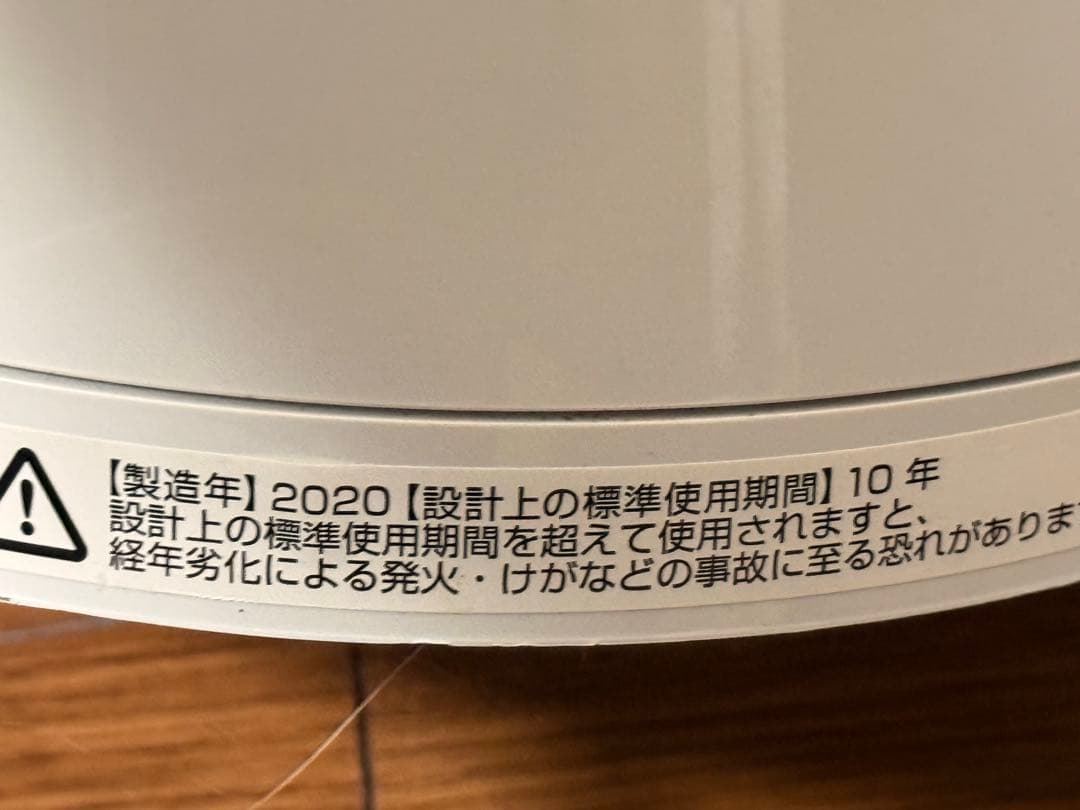 【製造年】2020【設計上の標準使用期間】10 年
設計上の標準使用期間を超えて使用されますと、
経年劣化による発火・けがなどの事故に至る恐れがありま